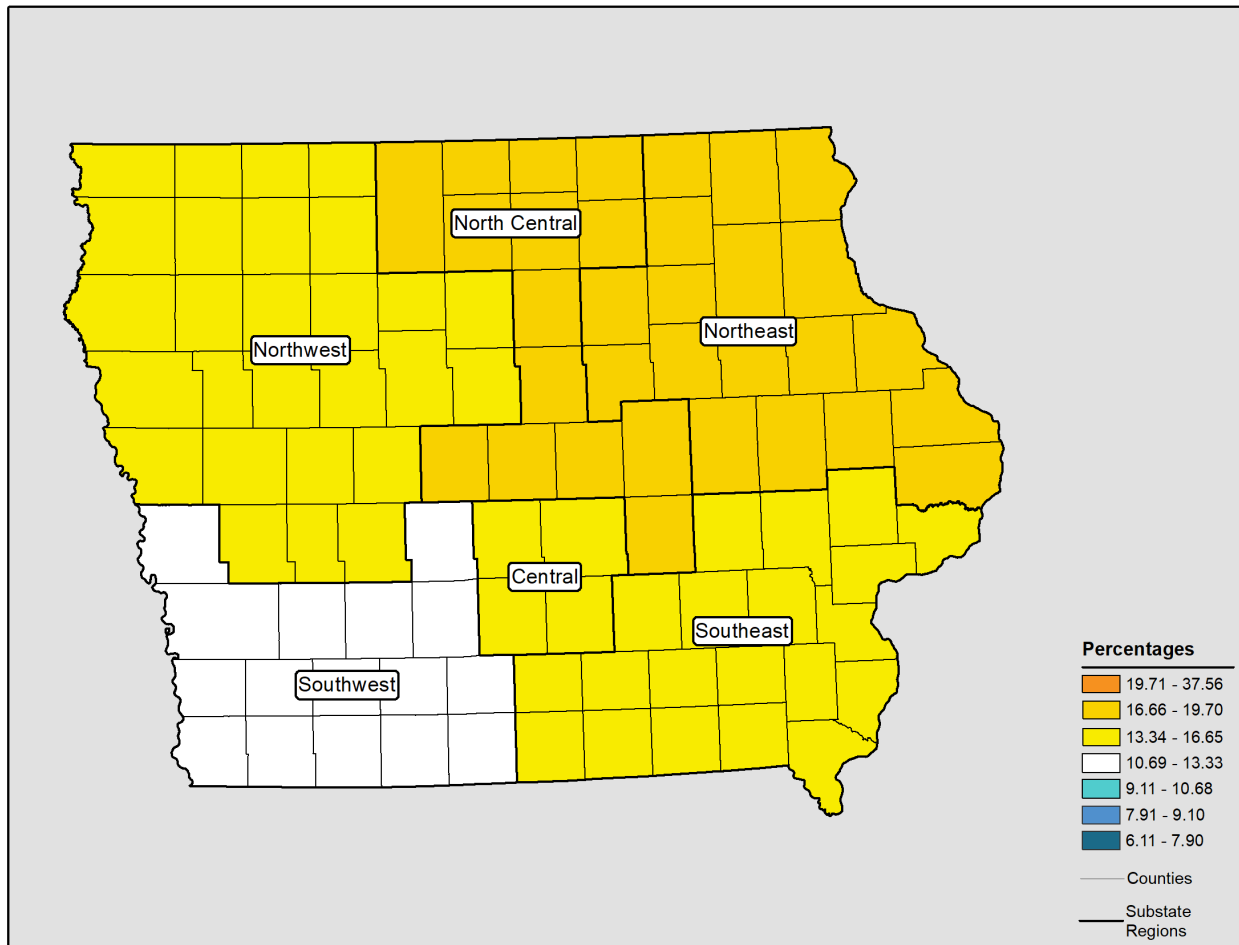 North Central
Northeast
Northwest
Central
Southeast
Southwest
Percentages
19.71 - 37.56
16.66 - 19.70
13.34 - 16.65
10.69 - 13.33
9.11 - 10.68
7.91 - 9.10
6.11 - 7.90
Counties
Substate
Regions